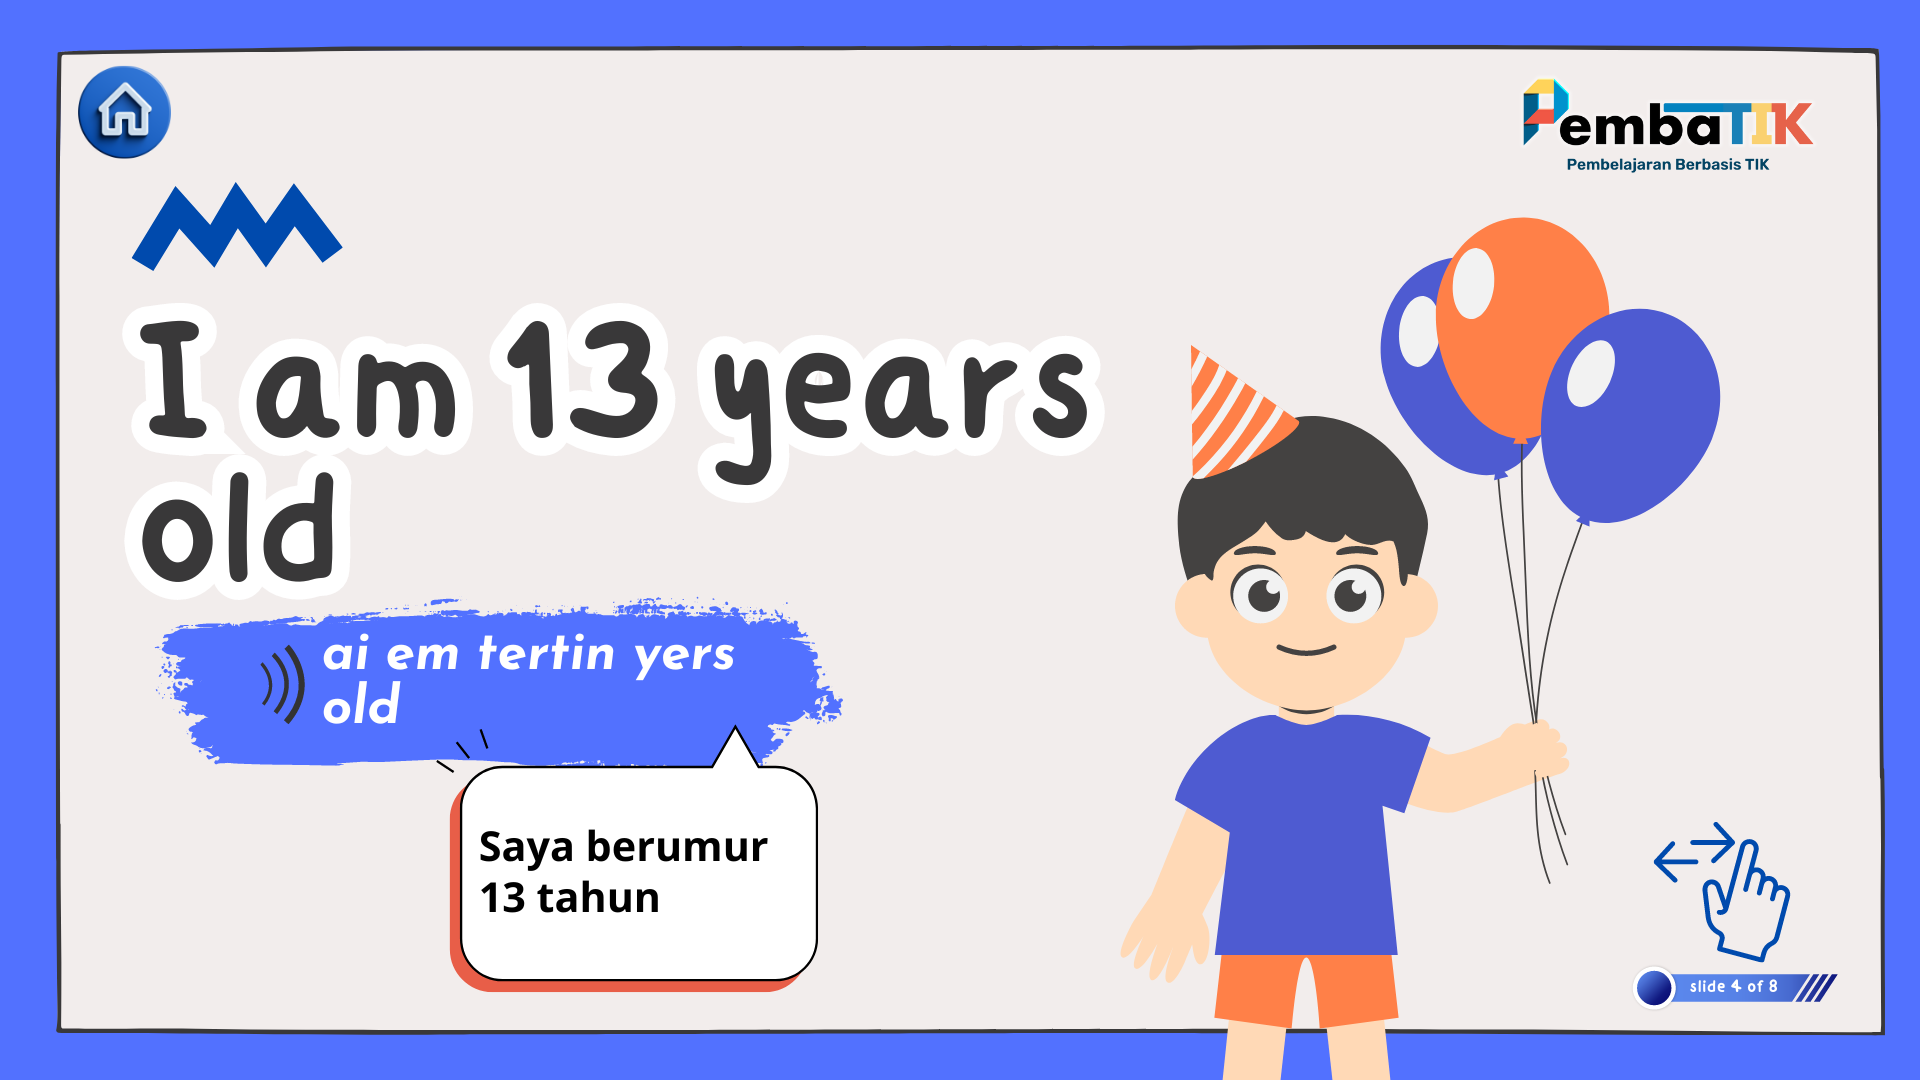 PembaTIK
Pembelajaran Berbasis TIK
I am 13 years
old
ai em tertin yers
old
Saya berumur
13 tahun
slide 4 of 8